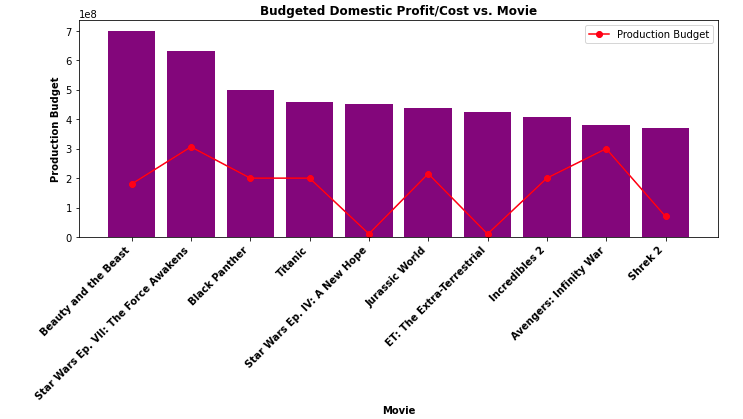 Budgeted Domestic Profit/Cost vs. Movie
1e8
Production Budget
7
6
5
4
3
2
1
0
Production Budget
Beauty and the Beast
Star Wars Ep. VII: The Force Awakens
Black Panther
Titanic
Star Wars Ep. IV: A New Hope
Jurassic World
ET: The Extra-Terrestrial
Incredibles 2
Avengers: Infinity War
Shrek 2
Movie